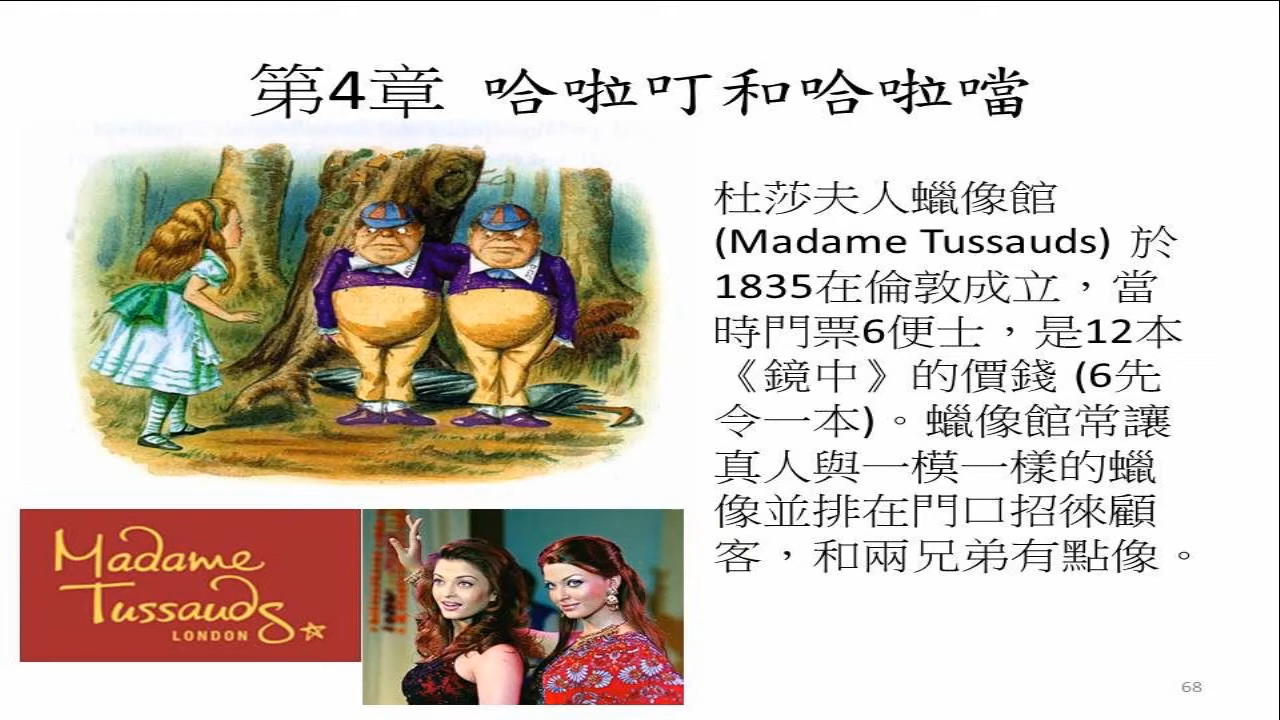 第4章 哈啦叮和哈啦噹
杜莎夫人蠟像館
(Madame Tussauds) 於
1835在倫敦成立，當
時門票6便士，是12本
《鏡中》的價錢 (6先
令一本)。蠟像館常讓
真人與一模一樣的蠟
像並排在門口招徠顧
客，和兩兄弟有點像。
Madame
Tussauds
LONDON
68